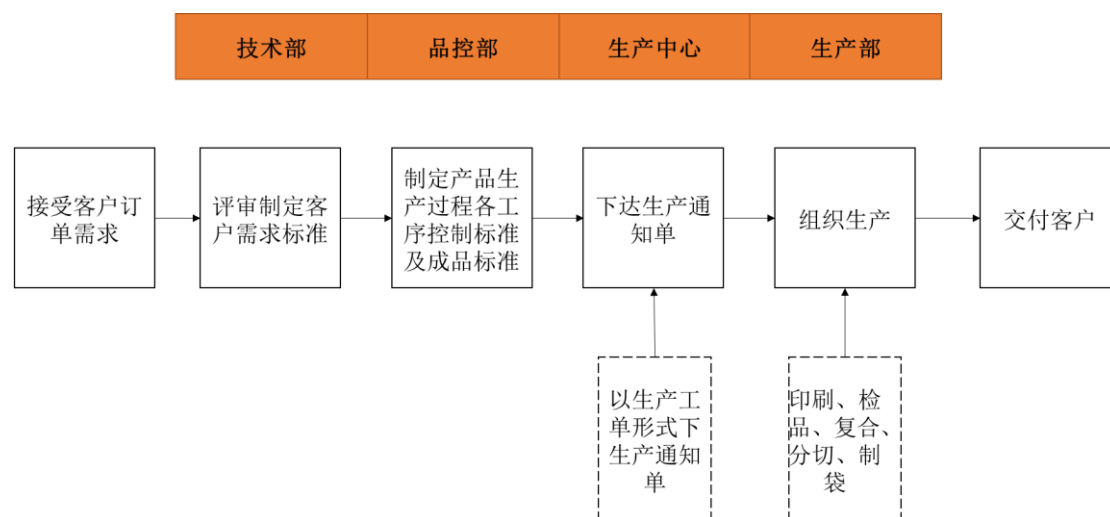 技术部
品控部
生产中心
生产部
接受客户订
单需求
评审制定客
户需求标准
制定产品生
产过程各工
序控制标准
及成品标准
下达生产通
知单
组织生产
交付客户
以生产工
单形式下
生产通知
单
印刷、检
品、复合、
分切、制
袋